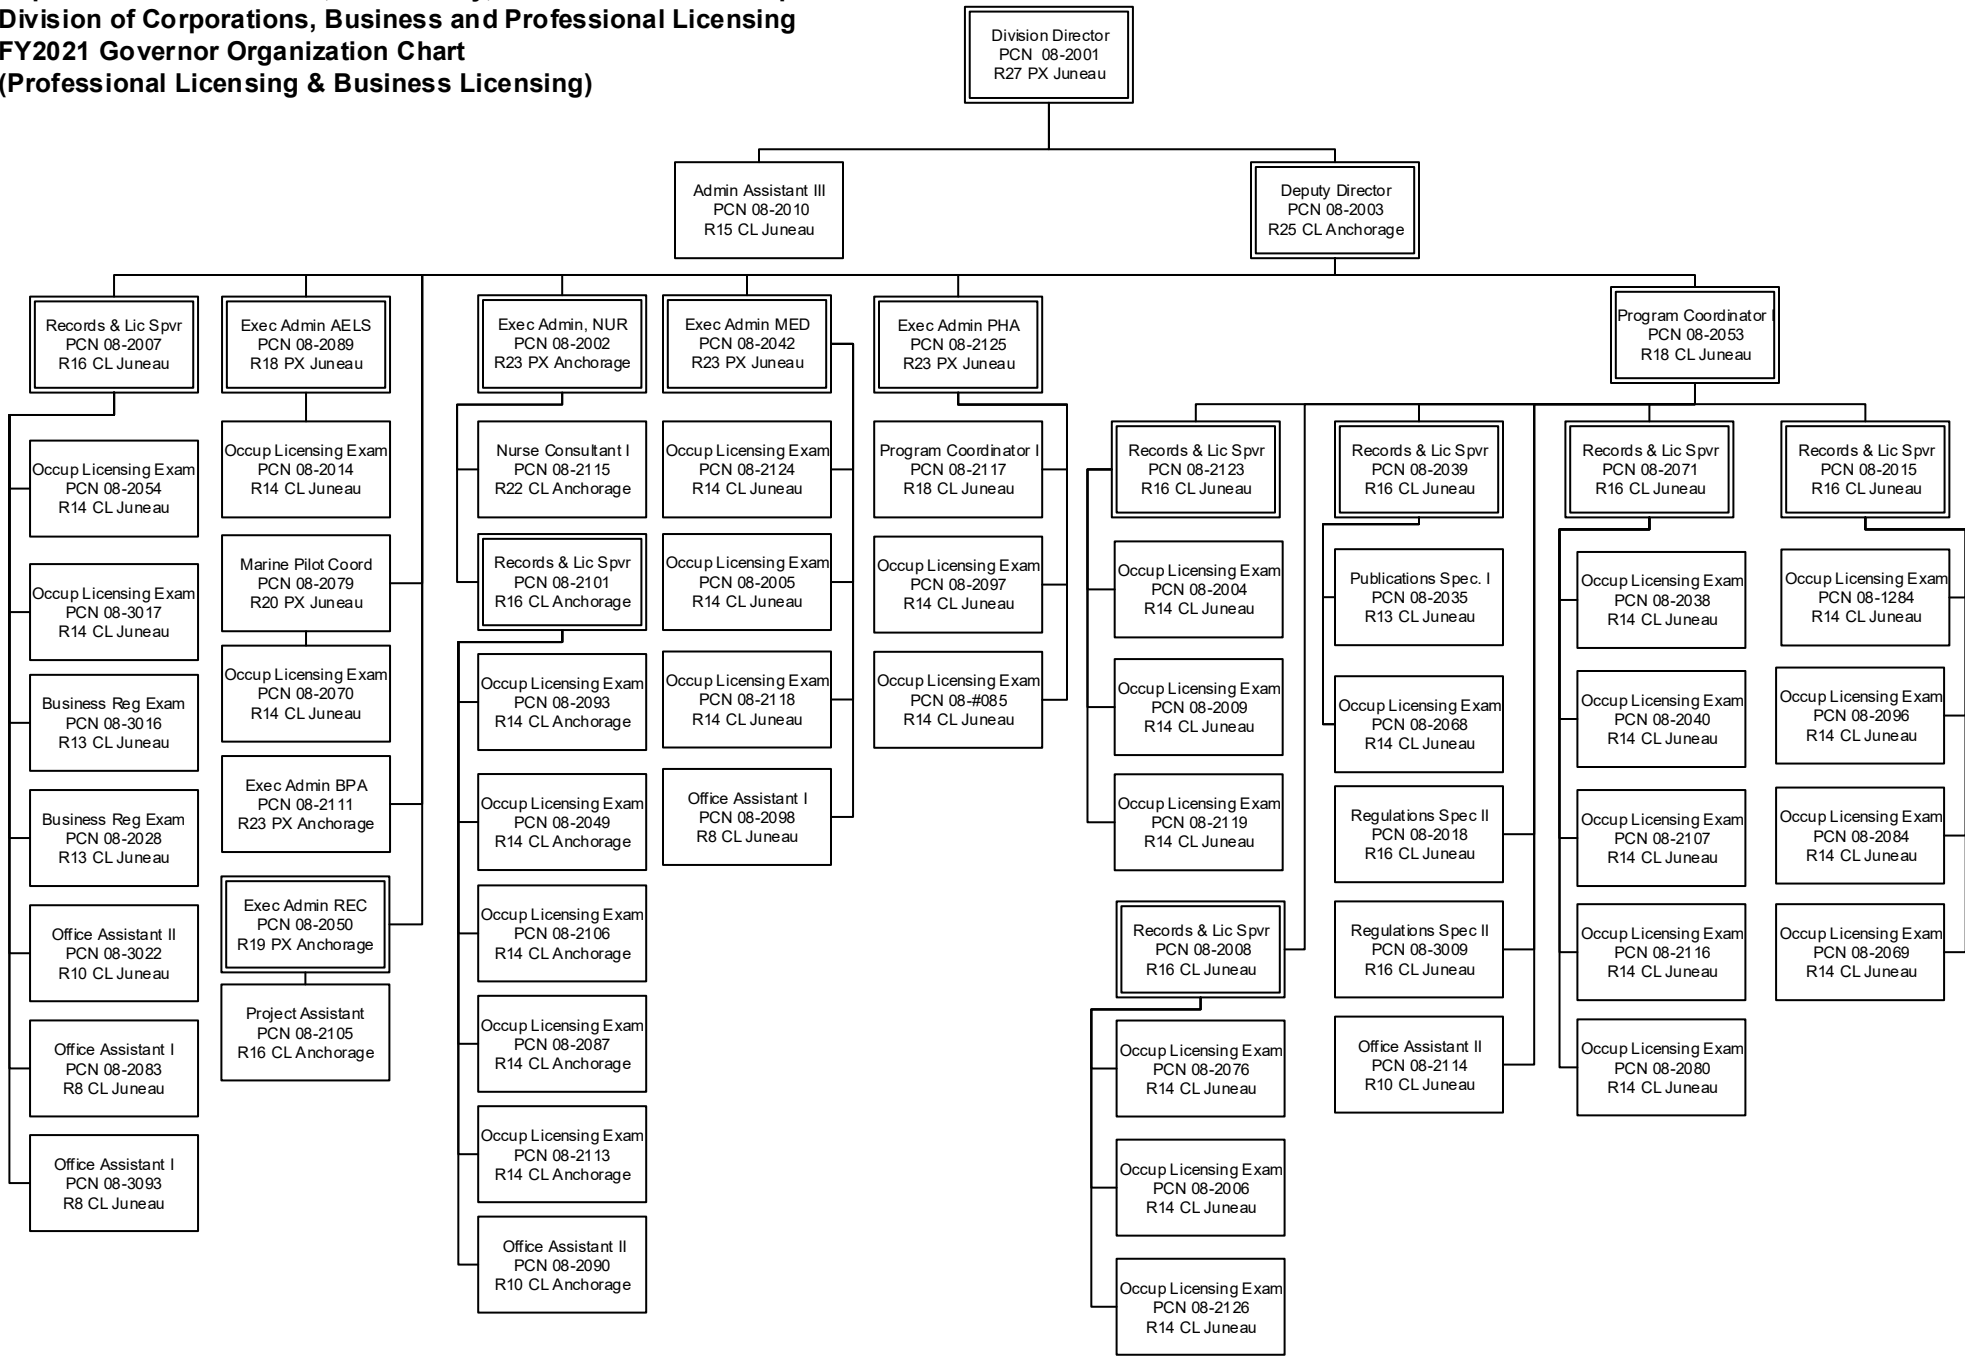 Division of Corporations, Business and Professional Licensing
FY2021 Governor Organization Chart
(Professional Licensing & Business Licensing)
Division Director
PCN 08-2001
R27 PX Juneau
Admin Assistant III
PCN 08-2010
R15 CL Juneau
Deputy Director
PCN 08-2003
R25 CL Anchorage
Records & Lic Spvr
PCN 08-2007
R16 CL Juneau
Occup Licensing Exam
PCN 08-2054
R14 CL Juneau
Occup Licensing Exam
PCN 08-3017
R14 CL Juneau
Business Reg Exam
PCN 08-3016
R13 CL Juneau
Business Reg Exam
PCN 08-2028
R13 CL Juneau
Office Assistant II
PCN 08-3022
R10 CL Juneau
Office Assistant I
PCN 08-2083
R8 CL Juneau
Office Assistant I
PCN 08-3093
R8 CL Juneau
Exec Admin AELS
PCN 08-2089
R18 PX Juneau
Occup Licensing Exam
PCN 08-2014
R14 CL Juneau
Marine Pilot Coord
PCN 08-2079
R20 PX Juneau
Occup Licensing Exam
PCN 08-2070
R14 CL Juneau
Exec Admin BPA
PCN 08-2111
R23 PX Anchorage
Exec Admin REC
PCN 08-2050
R19 PX Anchorage
Project Assistant
PCN 08-2105
R16 CL Anchorage
Exec Admin, NUR
PCN 08-2002
R23 PX Anchorage
Nurse Consultant I
PCN 08-2115
R22 CL Anchorage
Records & Lic Spvr
PCN 08-2101
R16 CL Anchorage
Occup Licensing Exam
PCN 08-2093
R14 CL Anchorage
Occup Licensing Exam
PCN 08-2049
R14 CL Anchorage
Occup Licensing Exam
PCN 08-2106
R14 CL Anchorage
Occup Licensing Exam
PCN 08-2087
R14 CL Anchorage
Occup Licensing Exam
PCN 08-2113
R14 CL Anchorage
Office Assistant II
PCN 08-2090
R10 CL Anchorage
Exec Admin MED
PCN 08-2042
R23 PX Juneau
Occup Licensing Exam
PCN 08-2124
R14 CL Juneau
Occup Licensing Exam
PCN 08-2005
R14 CL Juneau
Occup Licensing Exam
PCN 08-2118
R14 CL Juneau
Office Assistant I
PCN 08-2098
R8 CL Juneau
Exec Admin PHA
PCN 08-2125
R23 PX Juneau
Program Coordinator I
PCN 08-2117
R18 CL Juneau
Occup Licensing Exam
PCN 08-2097
R14 CL Juneau
Occup Licensing Exam
PCN 08-#085
R14 CL Juneau
Program Coordinator I
PCN 08-2053
R18 CL Juneau
Records & Lic Spvr
PCN 08-2123
R16 CL Juneau
Occup Licensing Exam
PCN 08-2004
R14 CL Juneau
Occup Licensing Exam
PCN 08-2009
R14 CL Juneau
Occup Licensing Exam
PCN 08-2119
R14 CL Juneau
Records & Lic Spvr
PCN 08-2008
R16 CL Juneau
Occup Licensing Exam
PCN 08-2076
R14 CL Juneau
Occup Licensing Exam
PCN 08-2006
R14 CL Juneau
Occup Licensing Exam
PCN 08-2126
R14 CL Juneau
Records & Lic Spvr
PCN 08-2039
R16 CL Juneau
Publications Spec. I
PCN 08-2035
R13 CL Juneau
Occup Licensing Exam
PCN 08-2068
R14 CL Juneau
Regulations Spec II
PCN 08-2018
R16 CL Juneau
Regulations Spec II
PCN 08-3009
R16 CL Juneau
Office Assistant II
PCN 08-2114
R10 CL Juneau
Records & Lic Spvr
PCN 08-2071
R16 CL Juneau
Occup Licensing Exam
PCN 08-2038
R14 CL Juneau
Occup Licensing Exam
PCN 08-2040
R14 CL Juneau
Occup Licensing Exam
PCN 08-2107
R14 CL Juneau
Occup Licensing Exam
PCN 08-2116
R14 CL Juneau
Occup Licensing Exam
PCN 08-2080
R14 CL Juneau
Records & Lic Spvr
PCN 08-2015
R16 CL Juneau
Occup Licensing Exam
PCN 08-1284
R14 CL Juneau
Occup Licensing Exam
PCN 08-2096
R14 CL Juneau
Occup Licensing Exam
PCN 08-2084
R14 CL Juneau
Occup Licensing Exam
PCN 08-2069
R14 CL Juneau